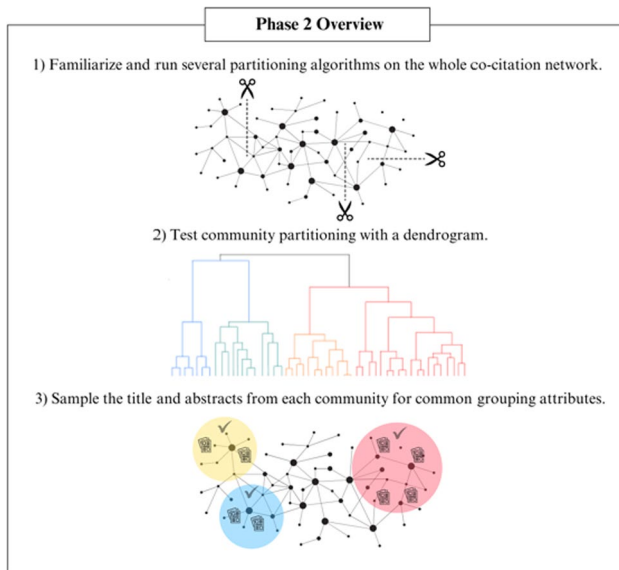 Phase 2 Overview
1) Familiarize and run several partitioning algorithms on the whole co-citation network.
2) Test community partitioning with a dendrogram.
3) Sample the title and abstracts from each community for common grouping attributes.